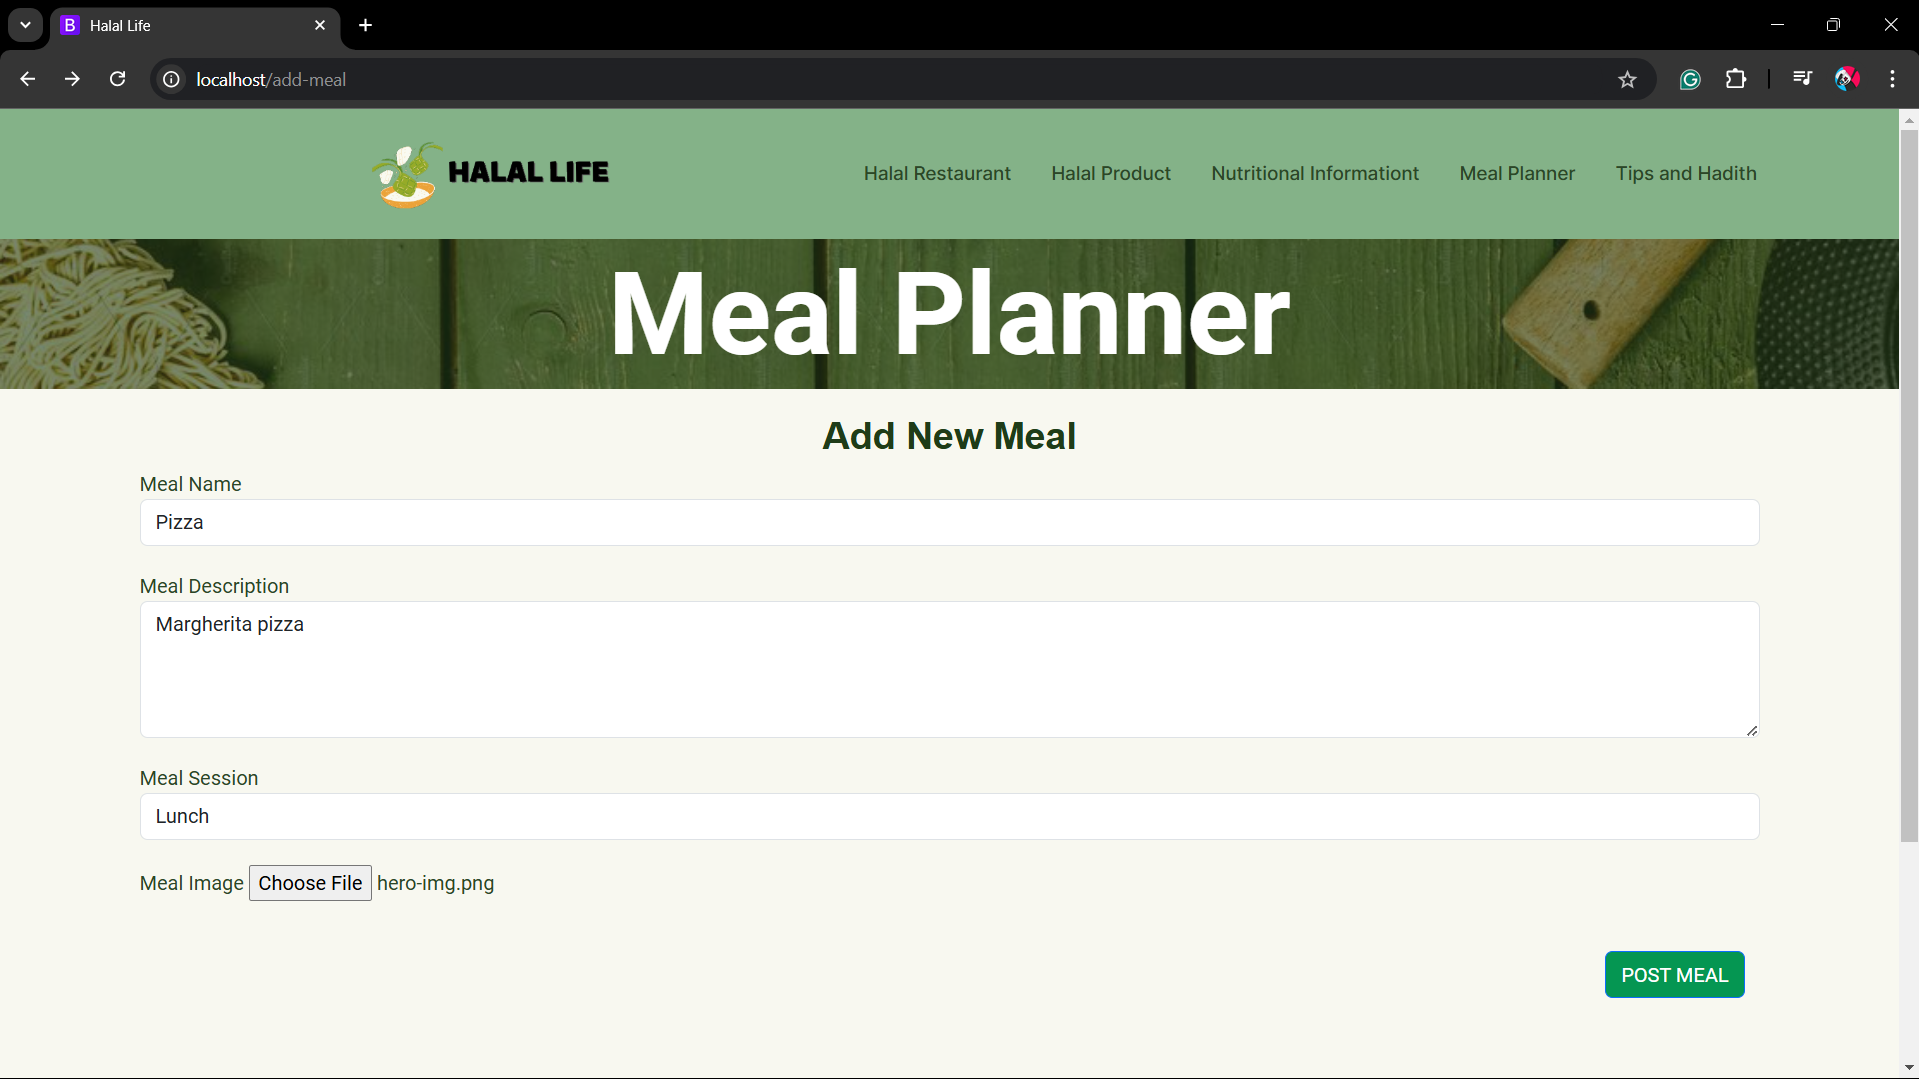 Halal Life
localhost/add-meal
HALAL LIFE
Halal Restaurant
Halal Product
Nutritional Informationt
Meal Planner
Tips and Hadith
Meal Planner
Add New Meal
Meal Name
Pizza
Meal Description
Margherita pizza
Meal Session
Lunch
Meal Image Choose File hero-img.png
POST MEAL